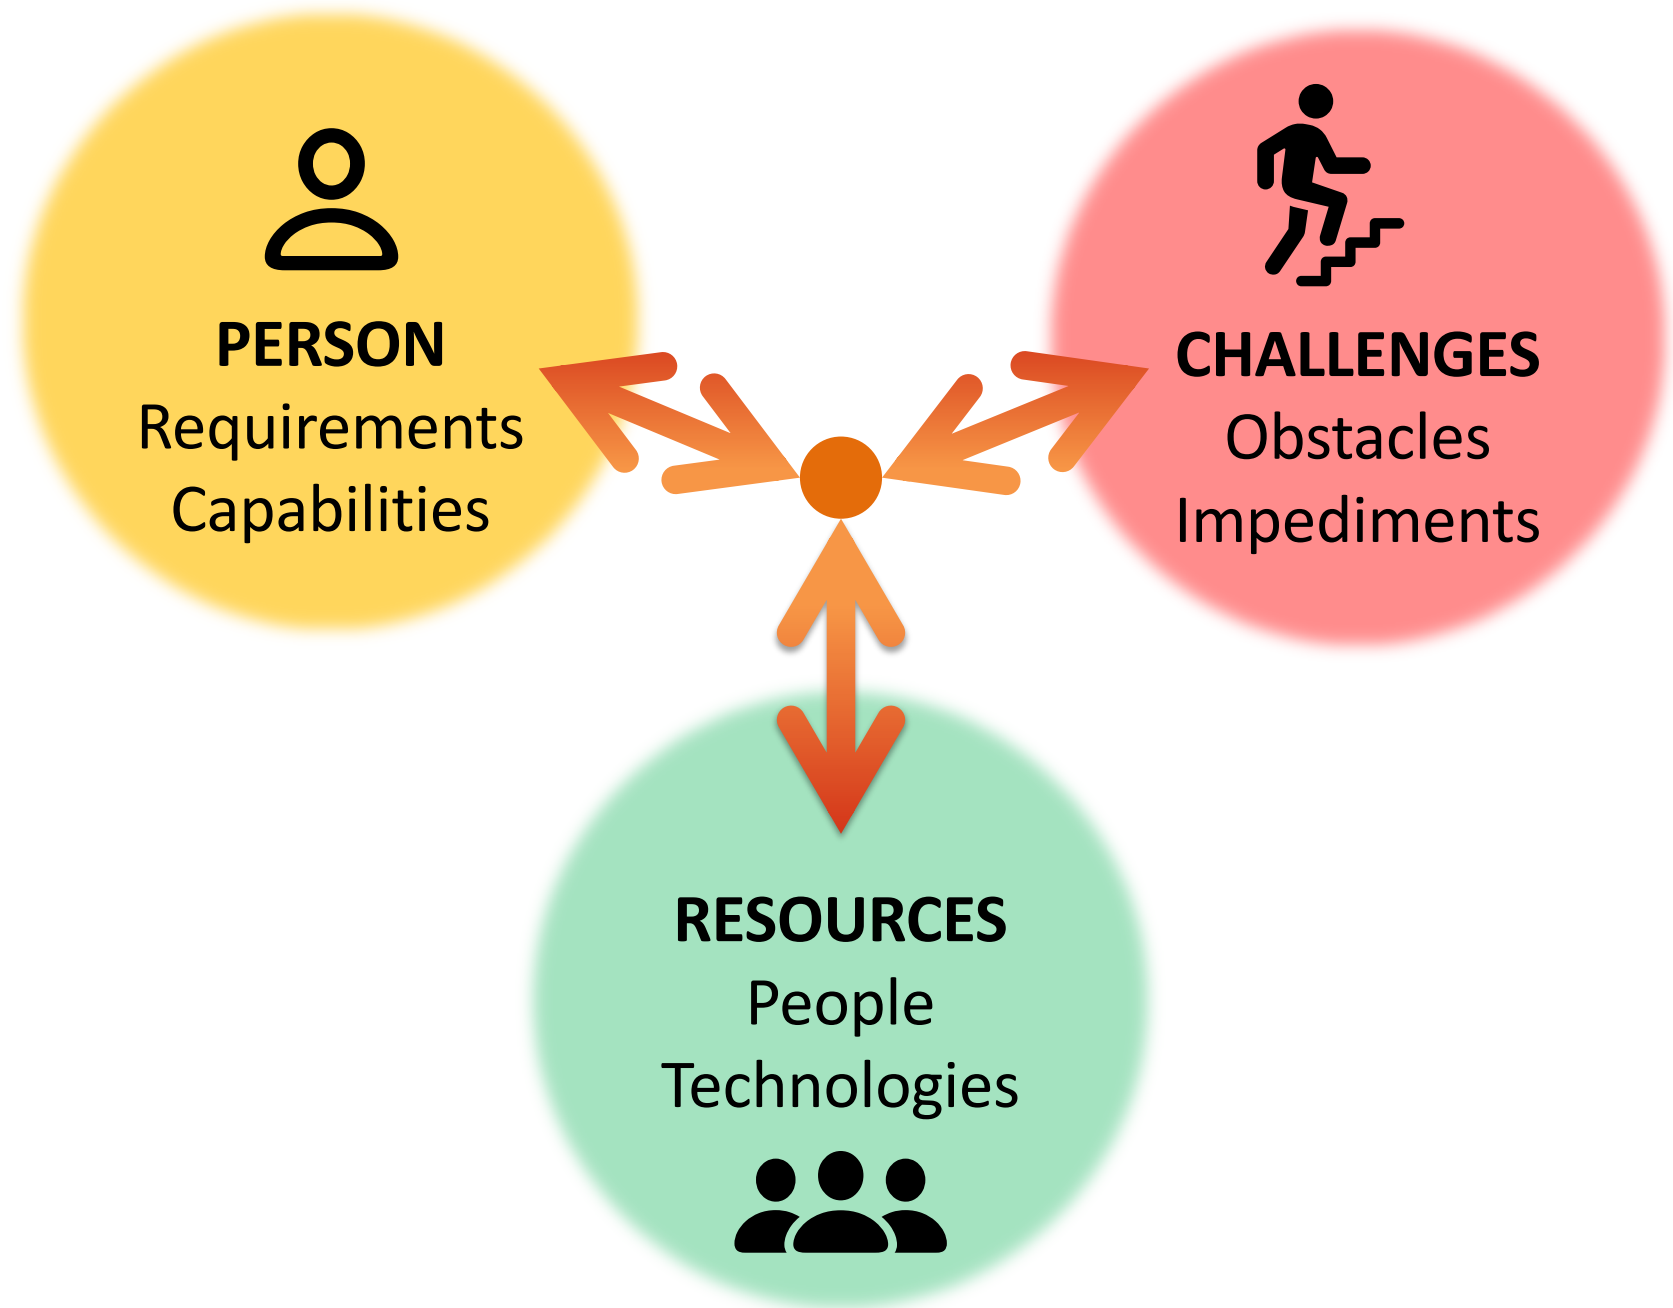 PERSON
Requirements
Capabilities
CHALLENGES
Obstacles
Impediments
RESOURCES
People
Technologies